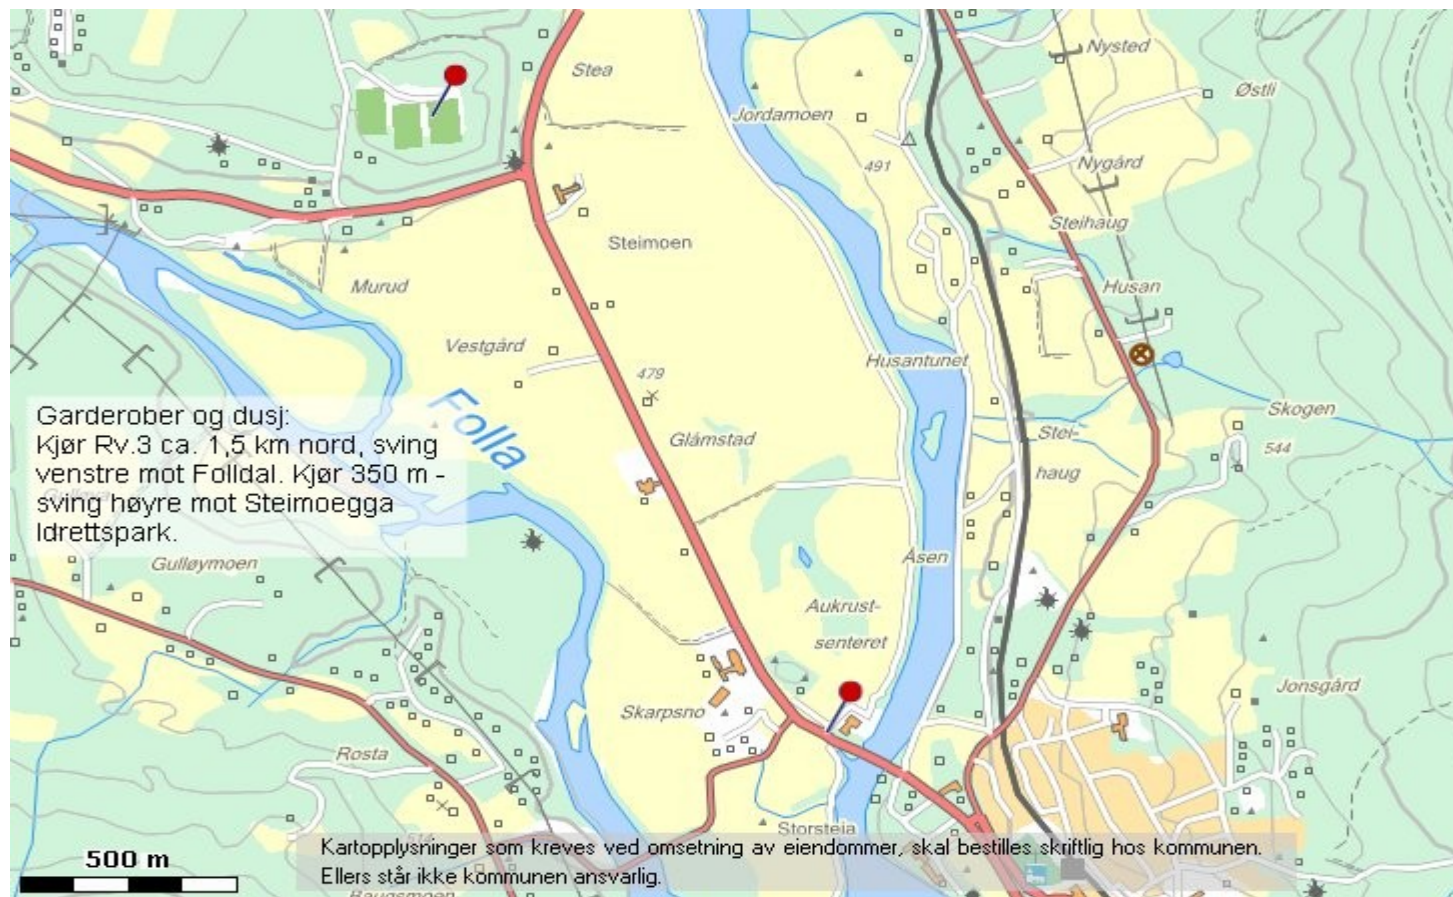 Nysted
Stea
Østli
Jordamoen
491
Nygård
Steihaug
Steimoen
Murud
Husan
Vestgård
Husantunet
479
Folla
Skogen
Glåmstad
Stei-
haug
544
Garderober og dusj:
Kjør Rv.3 ca. 1,5 km nord, sving
venstre mot Folldal. Kjør 350 m -
sving høyre mot Steimoegga
Idrettspark.
Gulløymoen
Åsen
Aukrust-
senteret
Jonsgård
Skarpsno
Rosta
Storsteia
500 m
Kartopplysninger som kreves ved omsetning av eiendommer, skal bestilles skriftlig hos kommunen.
Ellers står ikke kommunen ansvarlig.
Baugsmoen